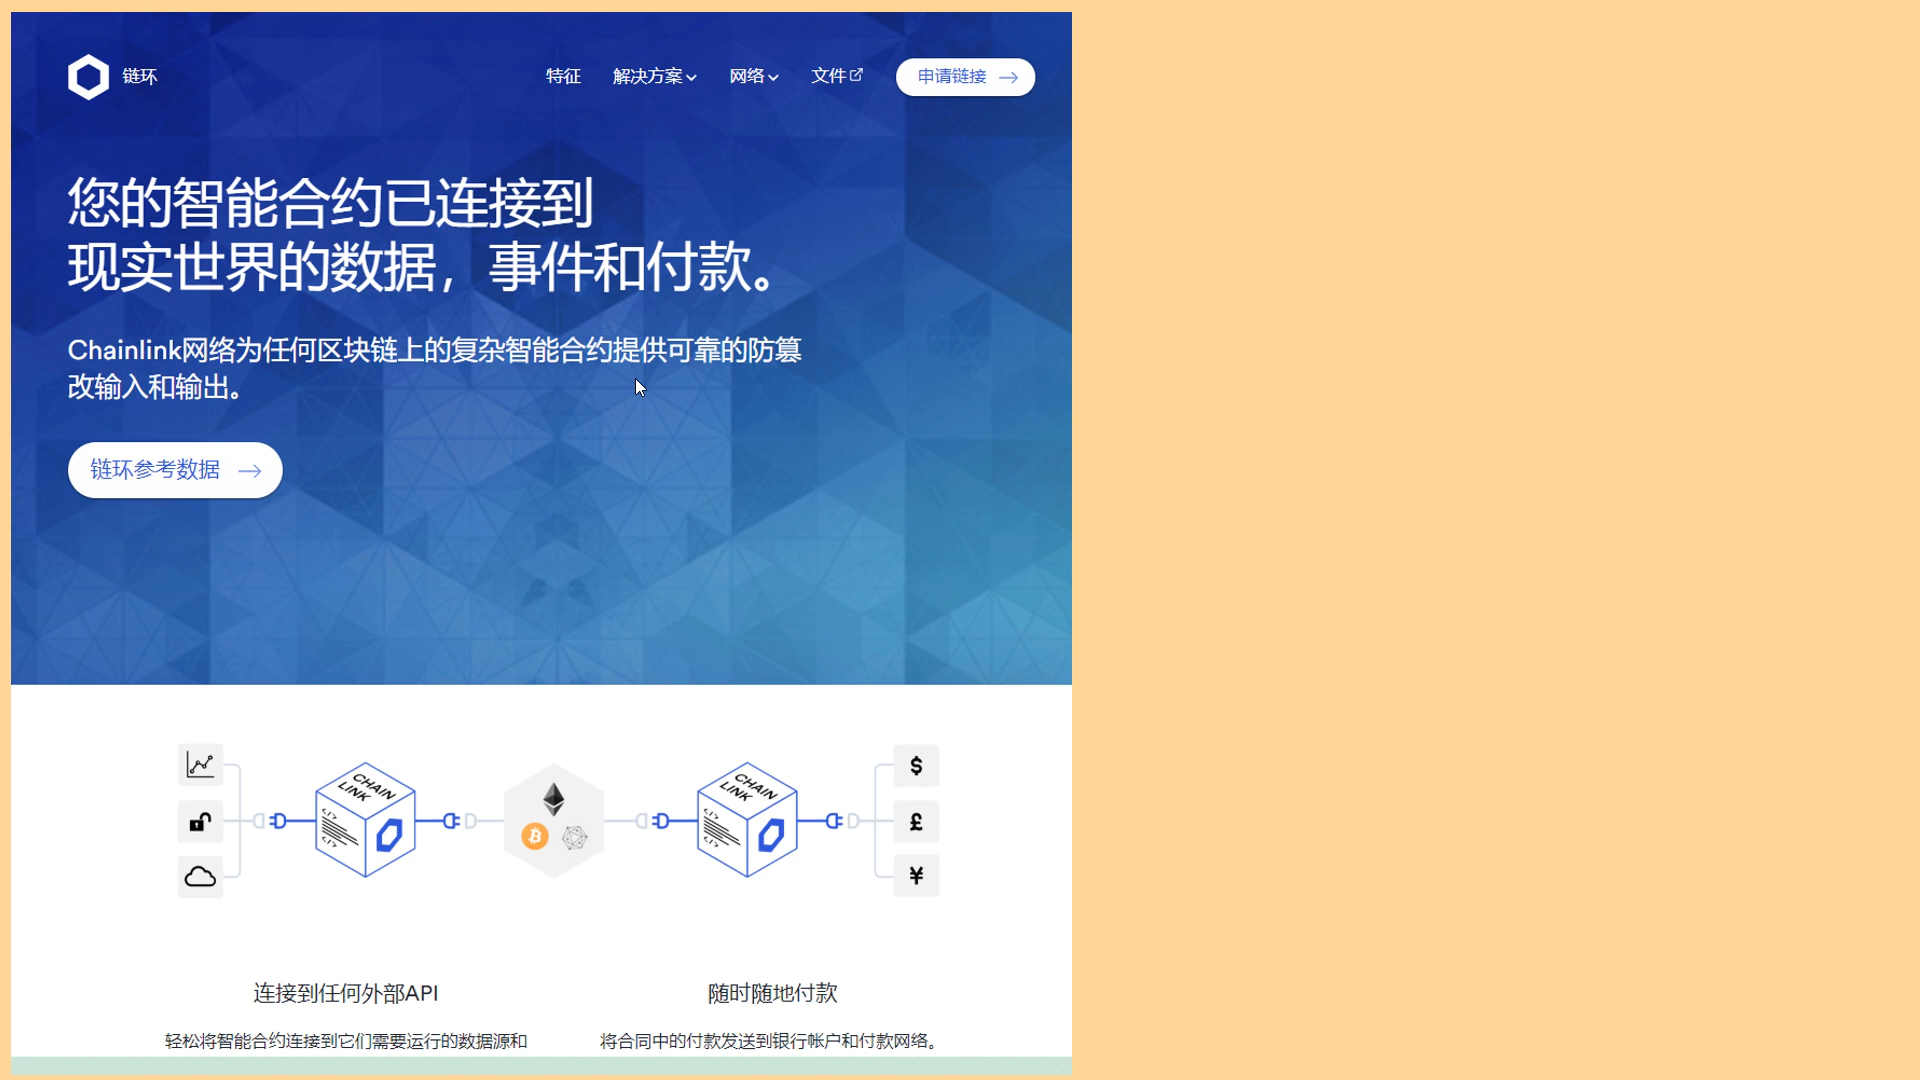 链环
特征 解决方案 网络 文件 申请链接
您的智能合约已连接到
现实世界的数据，事件和付款。
Chainlink网络为任何区块链上的复杂智能合约提供可靠的防篡
改输入和输出。
链环参考数据
CHAIN
LINK
CHAIN
LINK
$
£
¥
连接到任何外部API
轻松将智能合约连接到它们需要运行的数据源和
随时随地付款
将合同中的付款发送到银行帐户和付款网络。